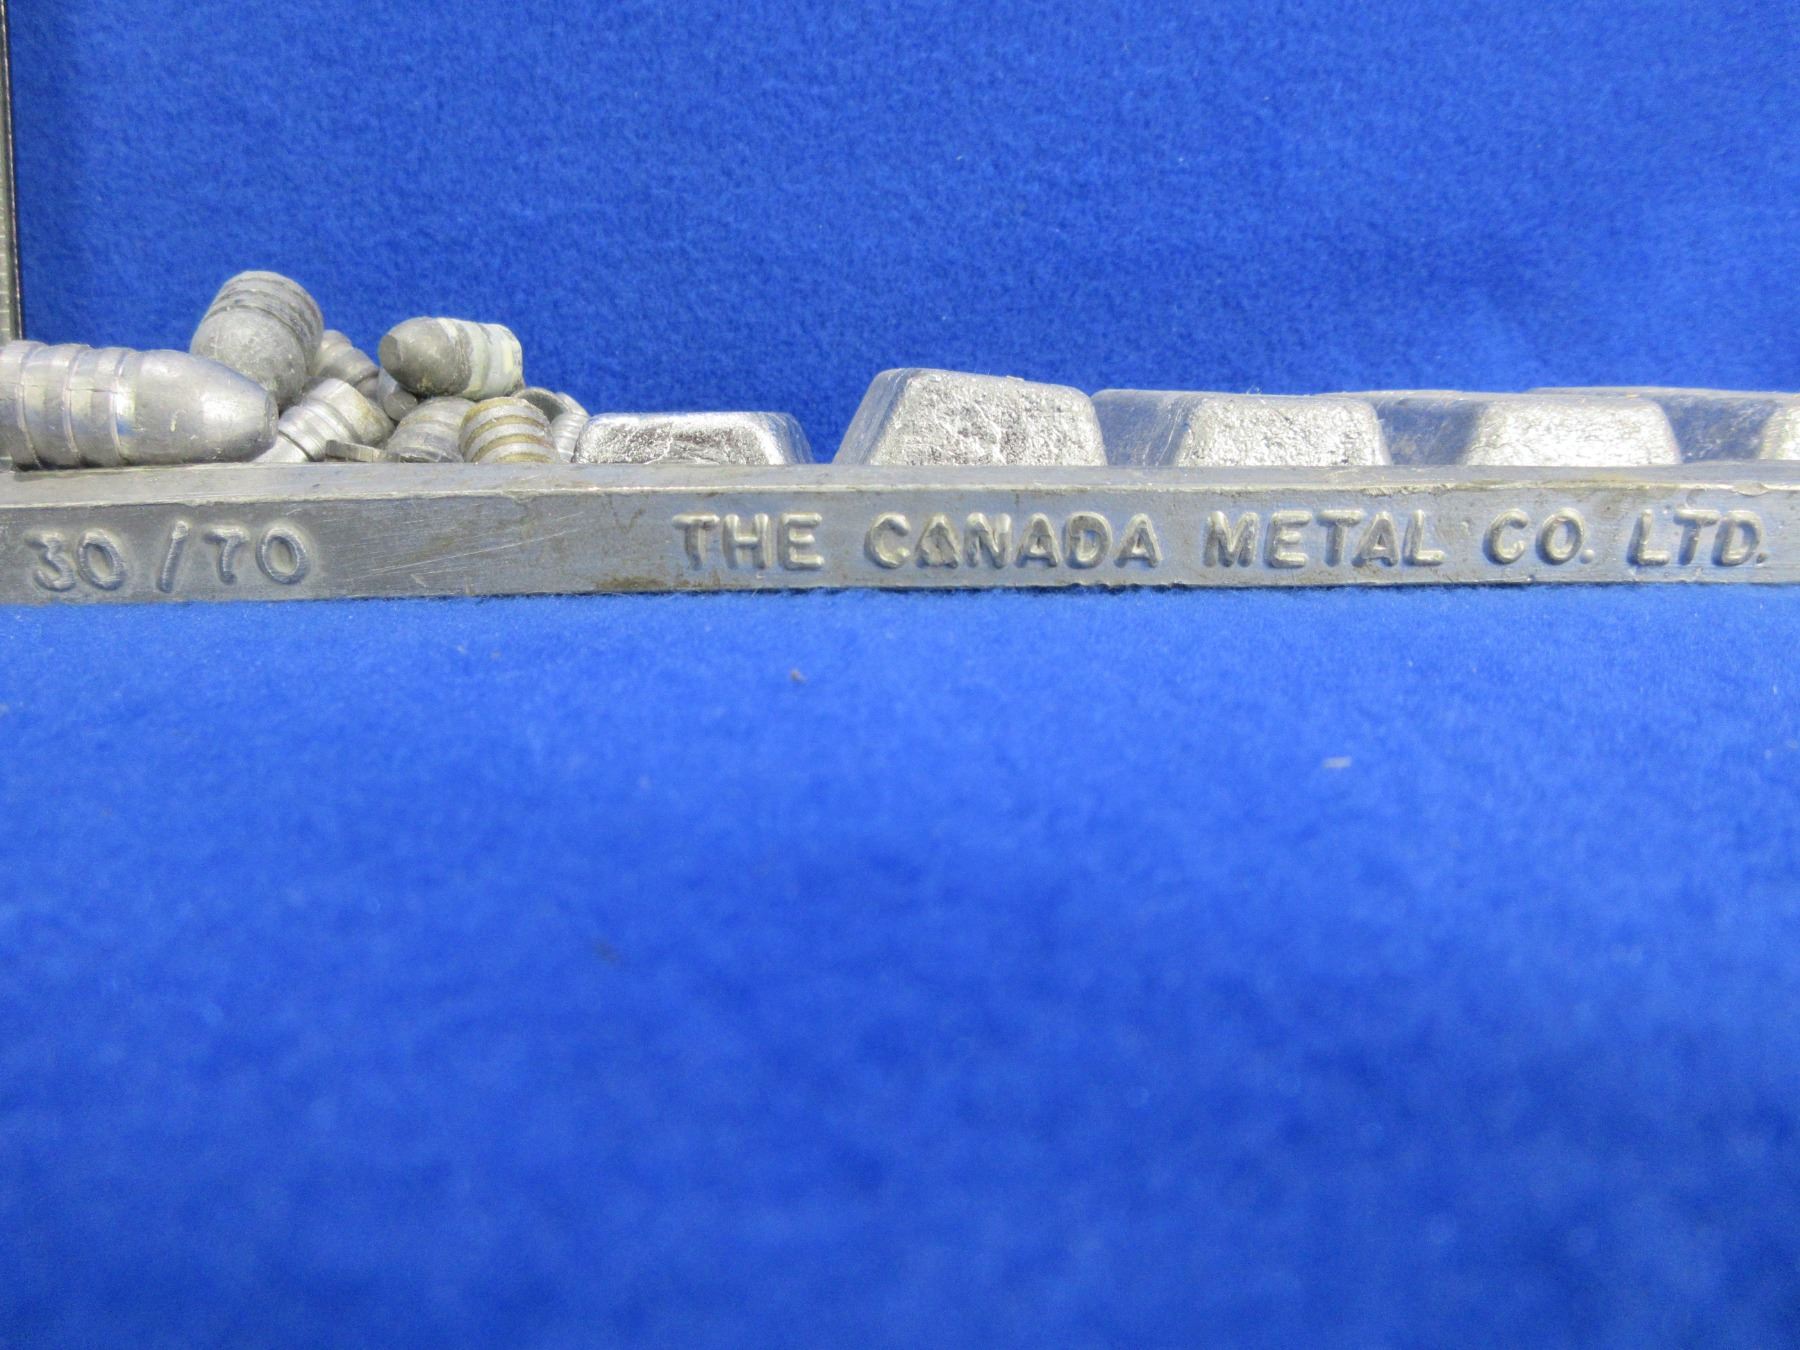 30/70 THE CANADA METAL CO. LTD.